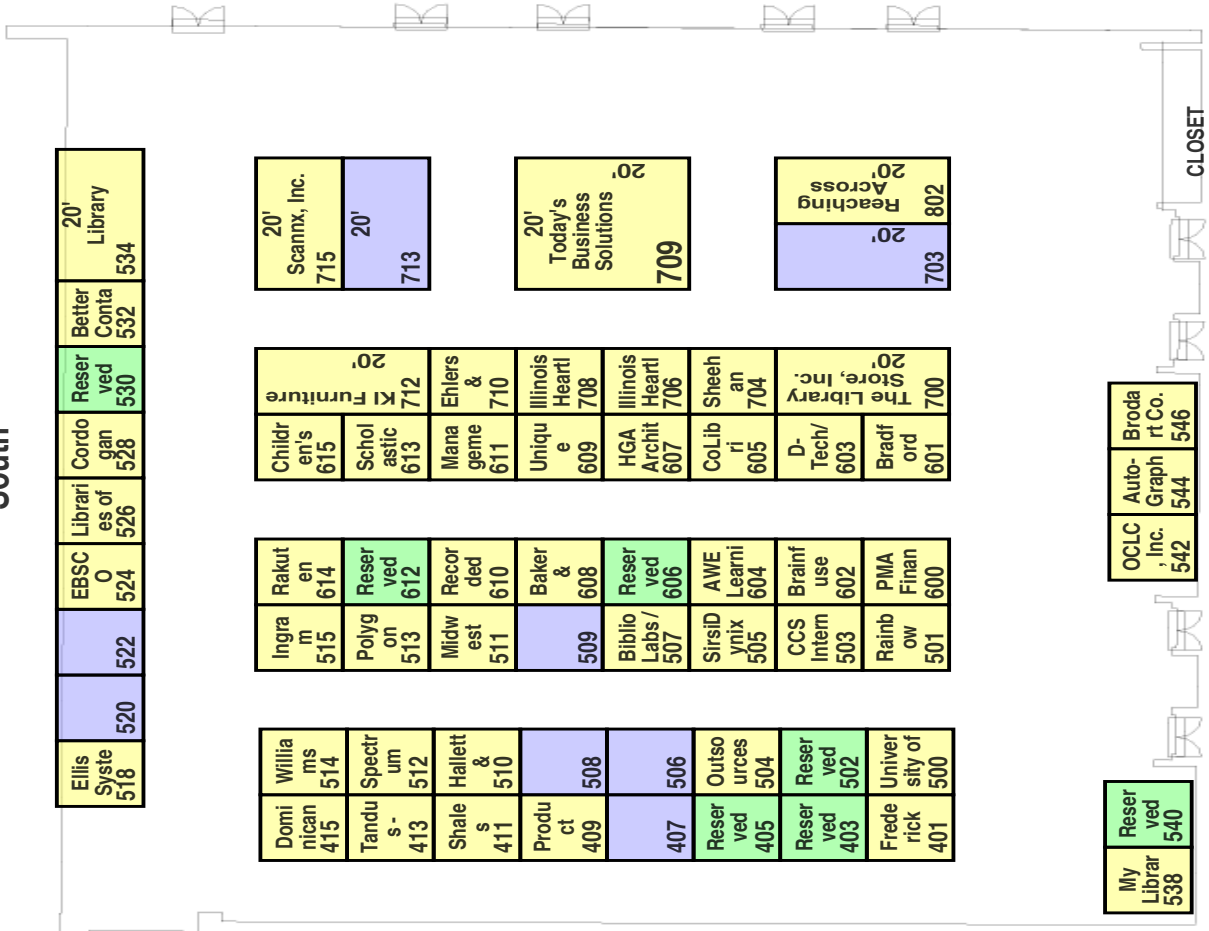 South
CLOSET
20'
Library
534
Better
Conta
532
Reser
ved
530
Cordo
gan
528
Librari
es of
526
EBSC
O
524
522
520
Ellis
Syste
518
20'
Scannx, Inc.
715
20'
713
20'
Today's
Business
Solutions
20'
709
Reaching
Across
20'
802
20'
703
KI Furniture
20'
712
Ehlers
&
710
Illinois
Heartl
708
Illinois
Heartl
706
Sheeh
an
704
The Library
Store, Inc.
20'
700
Childr
en's
615
Schol
astic
613
Mana
geme
611
Uniqu
e
609
HGA
Archit
607
CoLib
ri
605
D-
Tech/
603
Bradf
ord
601
Rakut
en
614
Reser
ved
612
Recor
ded
610
Baker
&
608
Reser
ved
606
AWE
Learni
604
Brainf
use
602
PMA
Finan
600
Ingra
m
515
Polyg
on
513
Midw
est
511
509
Biblio
Labs /
507
SirsiD
ynix
505
CCS
Intern
503
Rainb
ow
501
Willia
ms
514
Spectr
um
512
Hallett
&
510
508
506
Outso
urces
504
Reser
ved
502
Univer
sity of
500
Domi
nican
415
Tandu
s -
413
Shale
s
411
Produ
ct
409
407
Reser
ved
405
Reser
ved
403
Frede
rick
401
Broda
rt Co.
546
Auto-
Graph
544
OCLC
, Inc.
542
Reser
ved
540
My
Librar
538